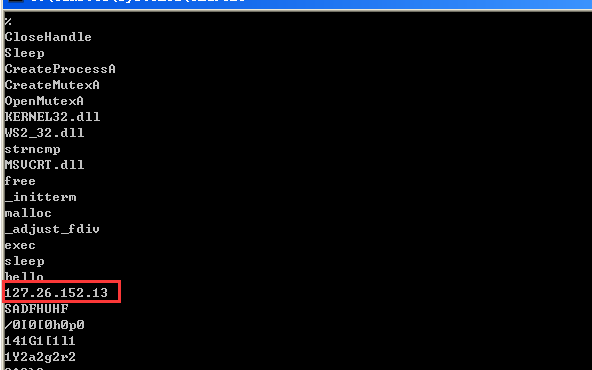 %
CloseHandle
Sleep
CreateProcessA
CreateMutexA
OpenMutexA
KERNEL32.dll
WS2_32.dll
strncmp
MSVCRT.dll
free
_initterm
malloc
_adjust_fdiv
exec
sleep
hello
127.26.152.13
SADFHUHF
/0I0[0h0p0
141G1[1l1
1Y2a2g2r2